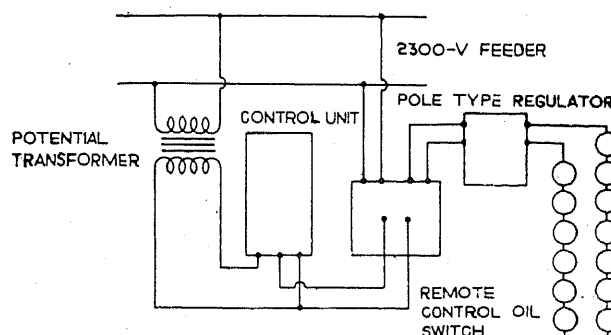 2300-V FEEDER
POLE TYPE REGULATOR
CONTROL UNIT
POTENTIAL
TRANSFORMER
REMOTE
CONTROL OIL
SWITCH